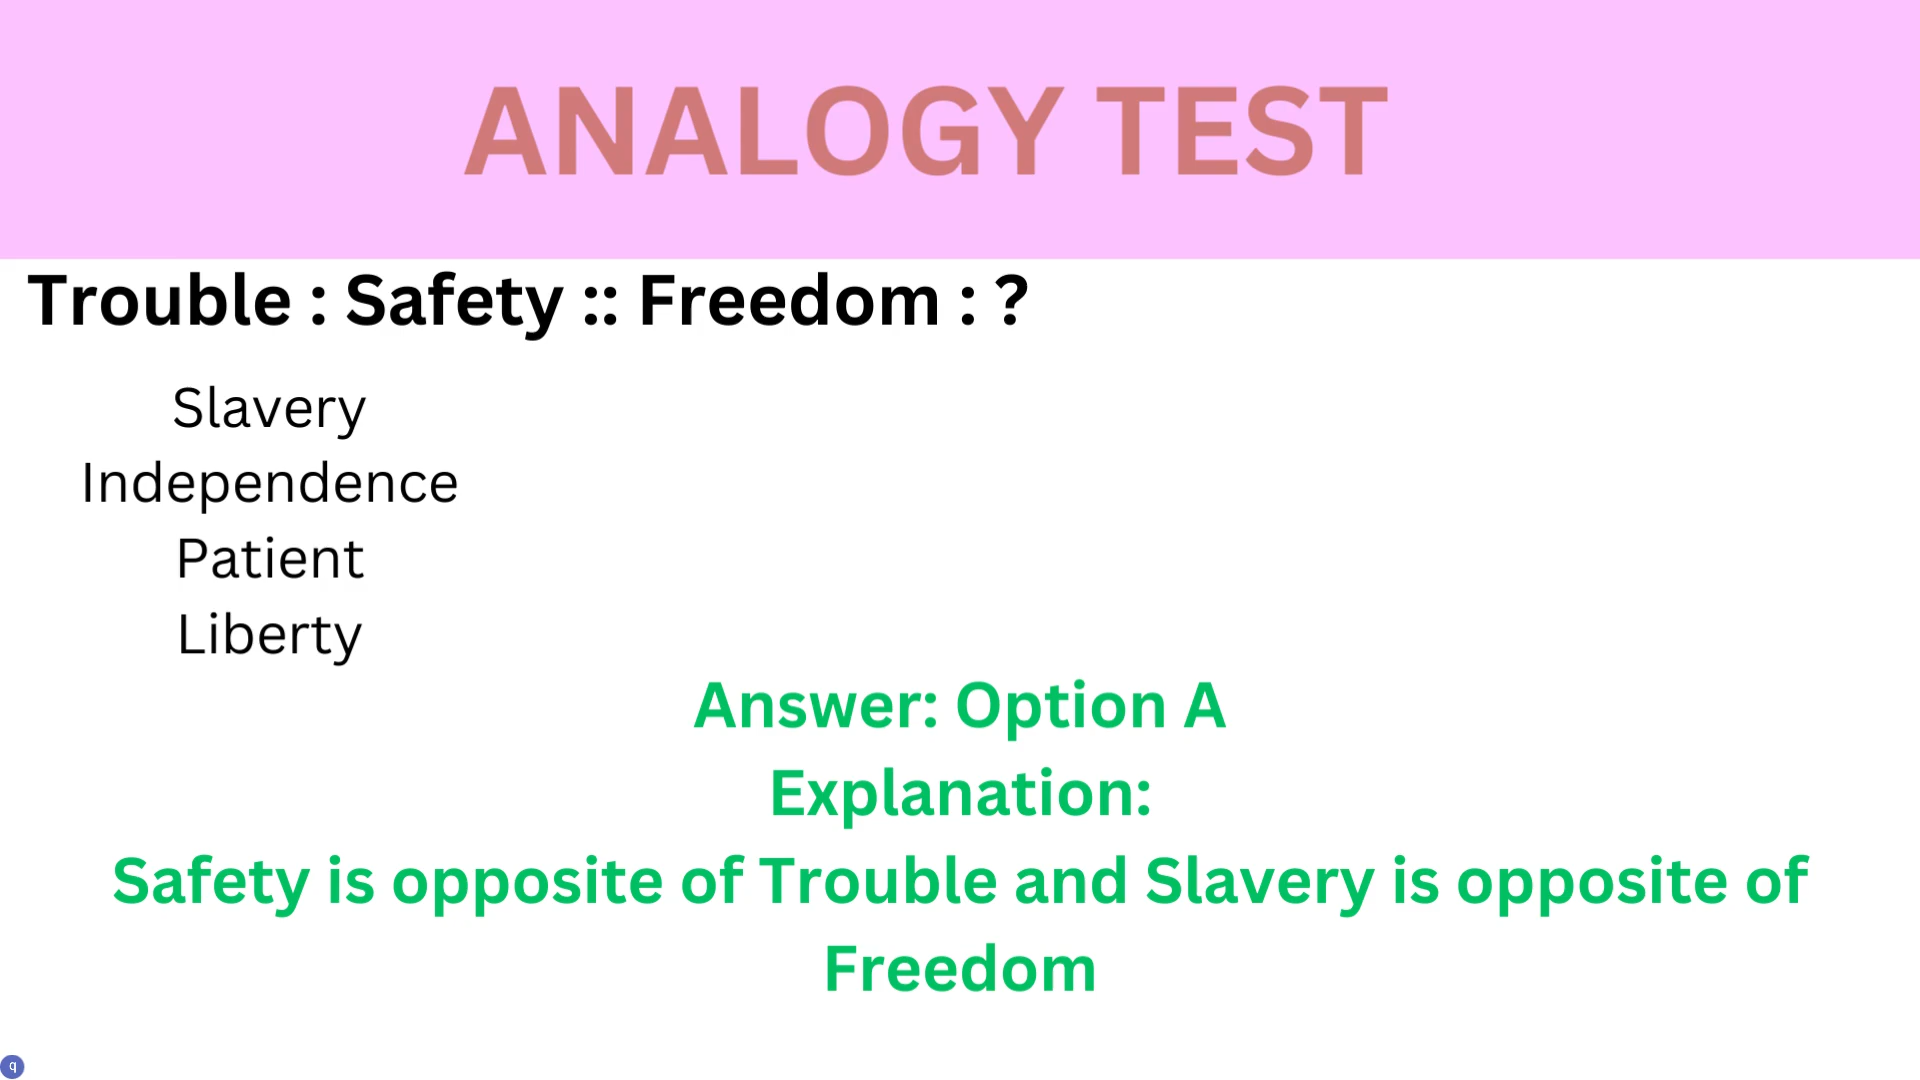 ANALOGY TEST
Trouble : Safety :: Freedom : ?
Slavery
Independence
Patient
Liberty
Answer: Option A
Explanation:
Safety is opposite of Trouble and Slavery is opposite of
Freedom
q